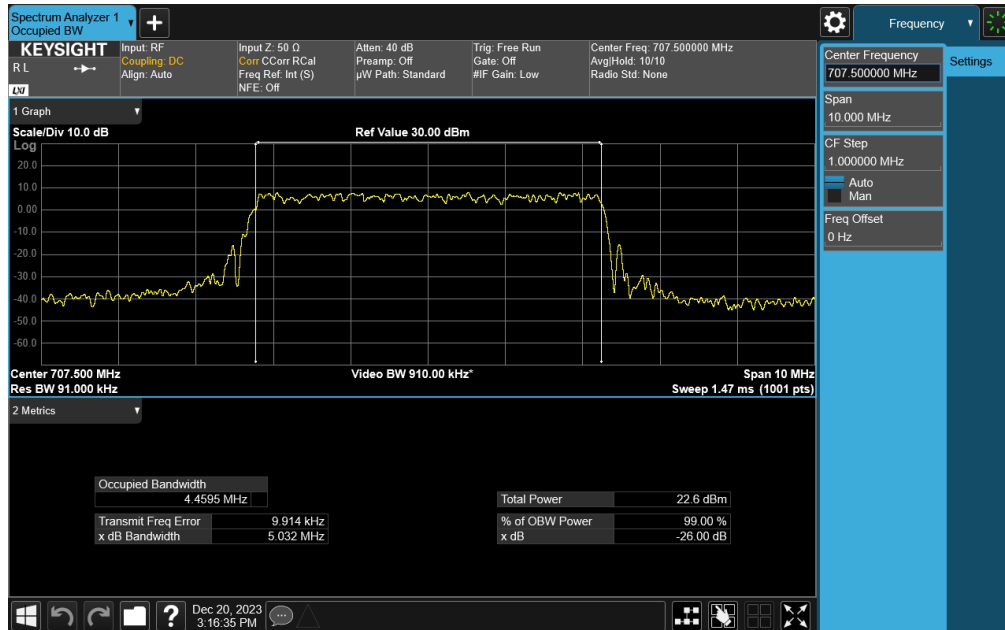 Spectrum Analyzer 1
Occupied BW
+
Frequency
KEYSIGHT
R L
LXI
Input: RF
Coupling: DC
Align: Auto
Input Z: 50 Ω
Corr CCorr RCal
Freq Ref: Int (S)
NFE: Off
Atten: 40 dB
Preamp: Off
µW Path: Standard
Trig: Free Run
Gate: Off
#IF Gain: Low
Center Freq: 707.500000 MHz
Avg|Hold: 10/10
Radio Std: None
Center Frequency
707.500000 MHz
Settings
Span
10.000 MHz
CF Step
1.000000 MHz
Auto
Man
Freq Offset
0 Hz
1 Graph
Scale/Div 10.0 dB
Ref Value 30.00 dBm
Log
20.0
10.0
0.00
-10.0
-20.0
-30.0
-40.0
-50.0
-60.0
Center 707.500 MHz
Video BW 910.00 kHz*
Span 10 MHz
Res BW 91.000 kHz
Sweep 1.47 ms (1001 pts)
2 Metrics
Occupied Bandwidth
4.4595 MHz
Transmit Freq Error 9.914 kHz
x dB Bandwidth 5.032 MHz
Total Power 22.6 dBm
% of OBW Power 99.00 %
x dB -26.00 dB
?
Dec 20, 2023
3:16:35 PM